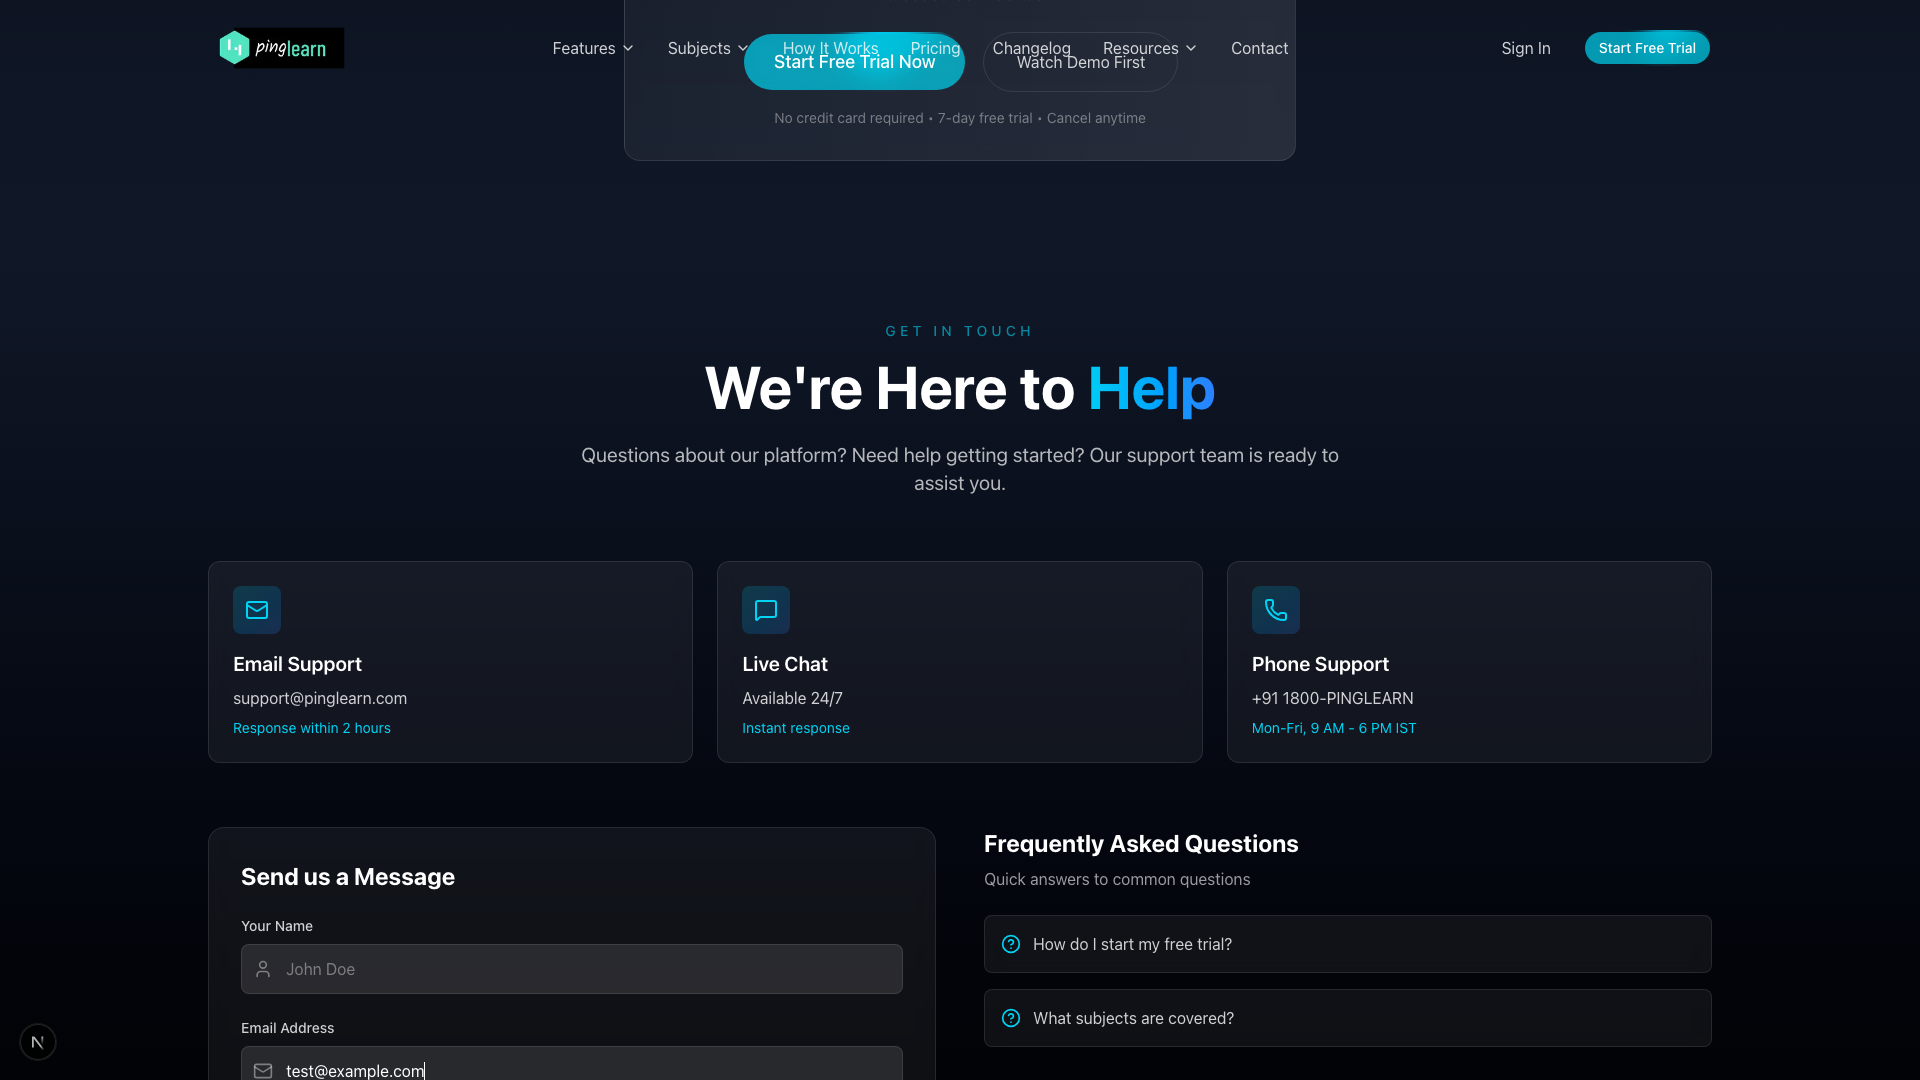 pinglearn
Features
Subjects
How It Works
Pricing
Changelog
Resources
Contact
Sign In
Start Free Trial
Start Free Trial Now
Watch Demo First
No credit card required • 7-day free trial • Cancel anytime
GET IN TOUCH
We're Here to Help
Questions about our platform? Need help getting started? Our support team is ready to
assist you.
Email Support
support@pinglearn.com
Response within 2 hours
Live Chat
Available 24/7
Instant response
Phone Support
+91 1800-PINGLEARN
Mon-Fri, 9 AM - 6 PM IST
Send us a Message
Your Name
John Doe
Email Address
test@example.com
Frequently Asked Questions
Quick answers to common questions
How do I start my free trial?
What subjects are covered?
N